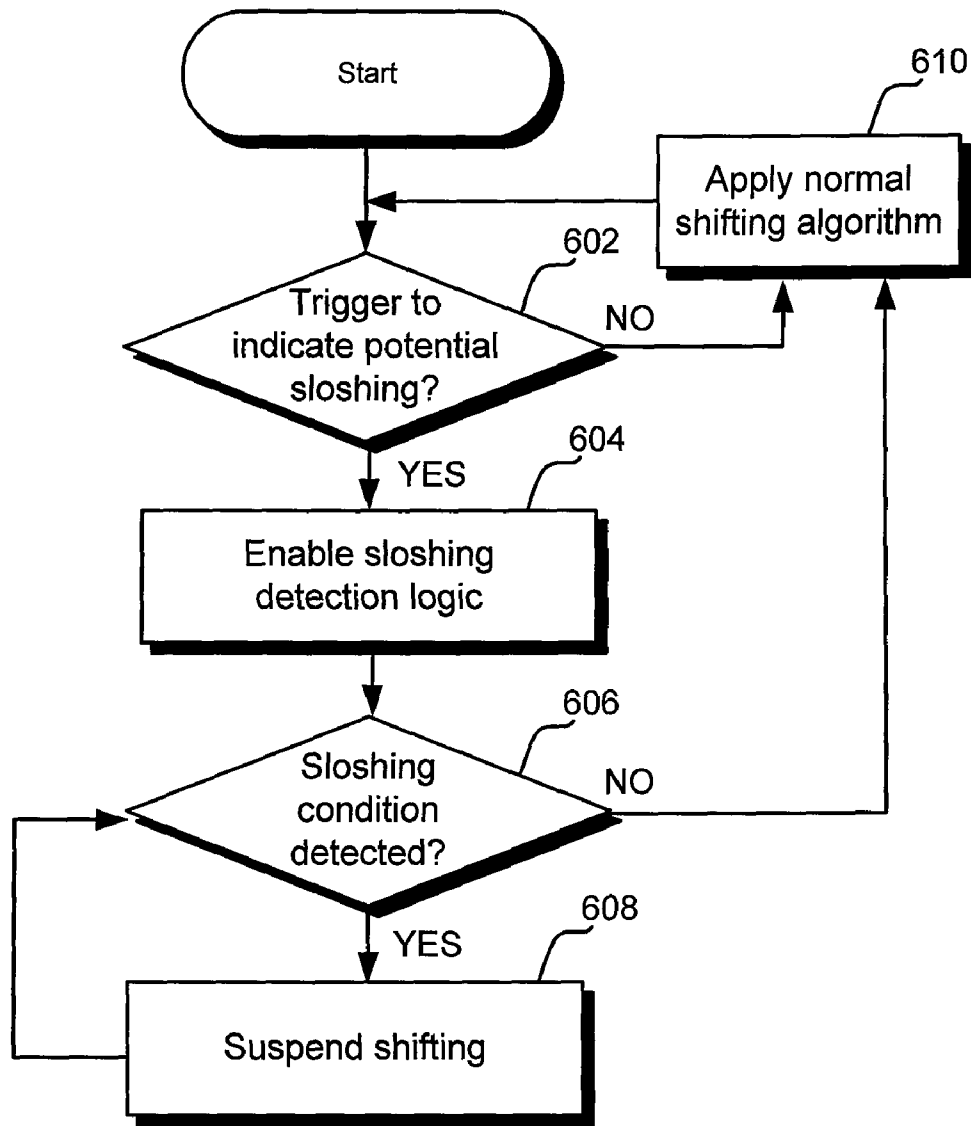 Start
610
Apply normal
shifting algorithm
602
Trigger to
indicate potential
sloshing?
NO
YES
604
Enable sloshing
detection logic
606
Sloshing
condition
detected?
NO
YES
608
Suspend shifting